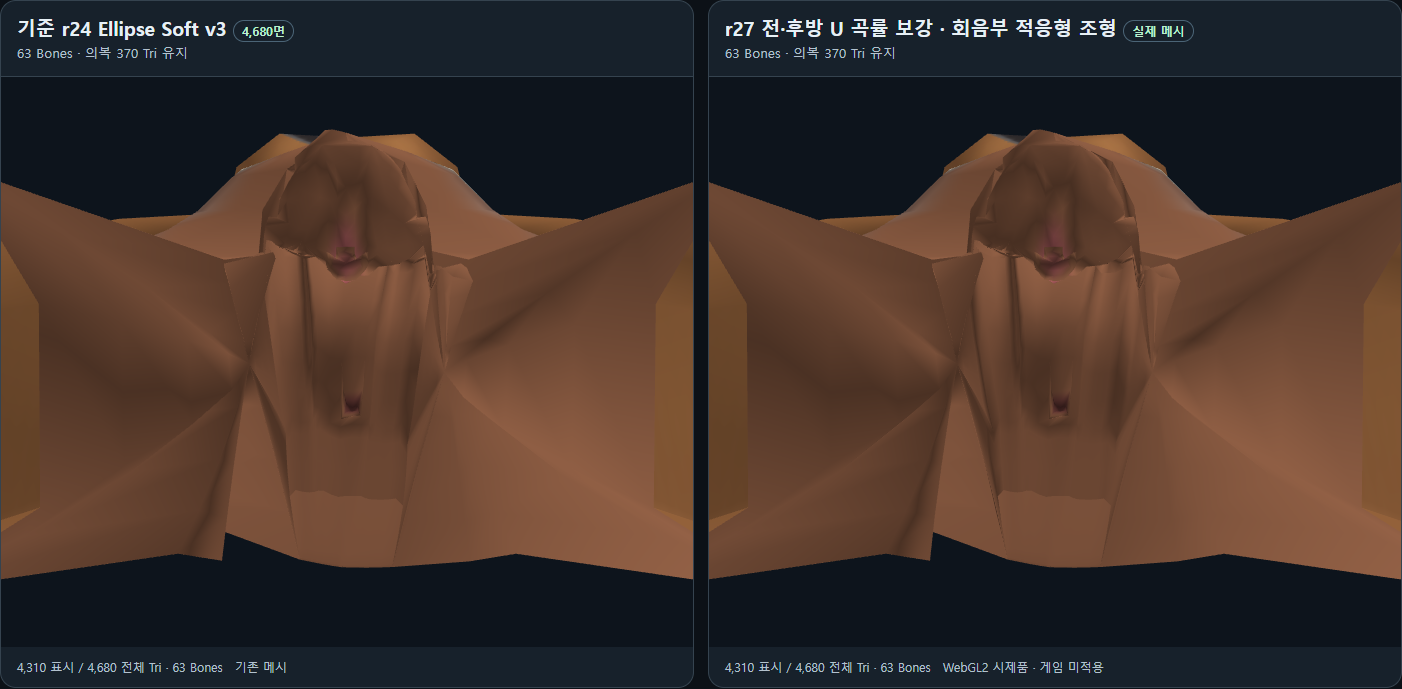 기준 r24 Ellipse Soft v3 4,680면
63 Bones · 의복 370 Tri 유지
4,310 표시 / 4,680 전체 Tri · 63 Bones 기존 메시
r27 전·후방 U 곡률 보강 · 회음부 적응형 조형 실제 메시
63 Bones · 의복 370 Tri 유지
4,310 표시 / 4,680 전체 Tri · 63 Bones WebGL2 시제품 · 게임 미적용